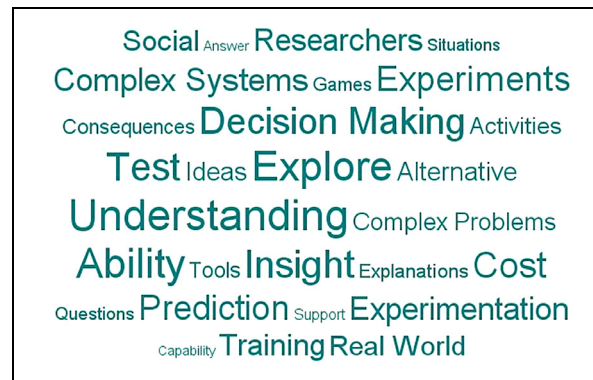 Social Answer Researchers Situations
Complex Systems Games Experiments
Consequences Decision Making Activities
Test Ideas Explore Alternative
Understanding Complex Problems
Ability Tools Insight Explanations Cost
Questions Prediction Support Experimentation
Capability Training Real World